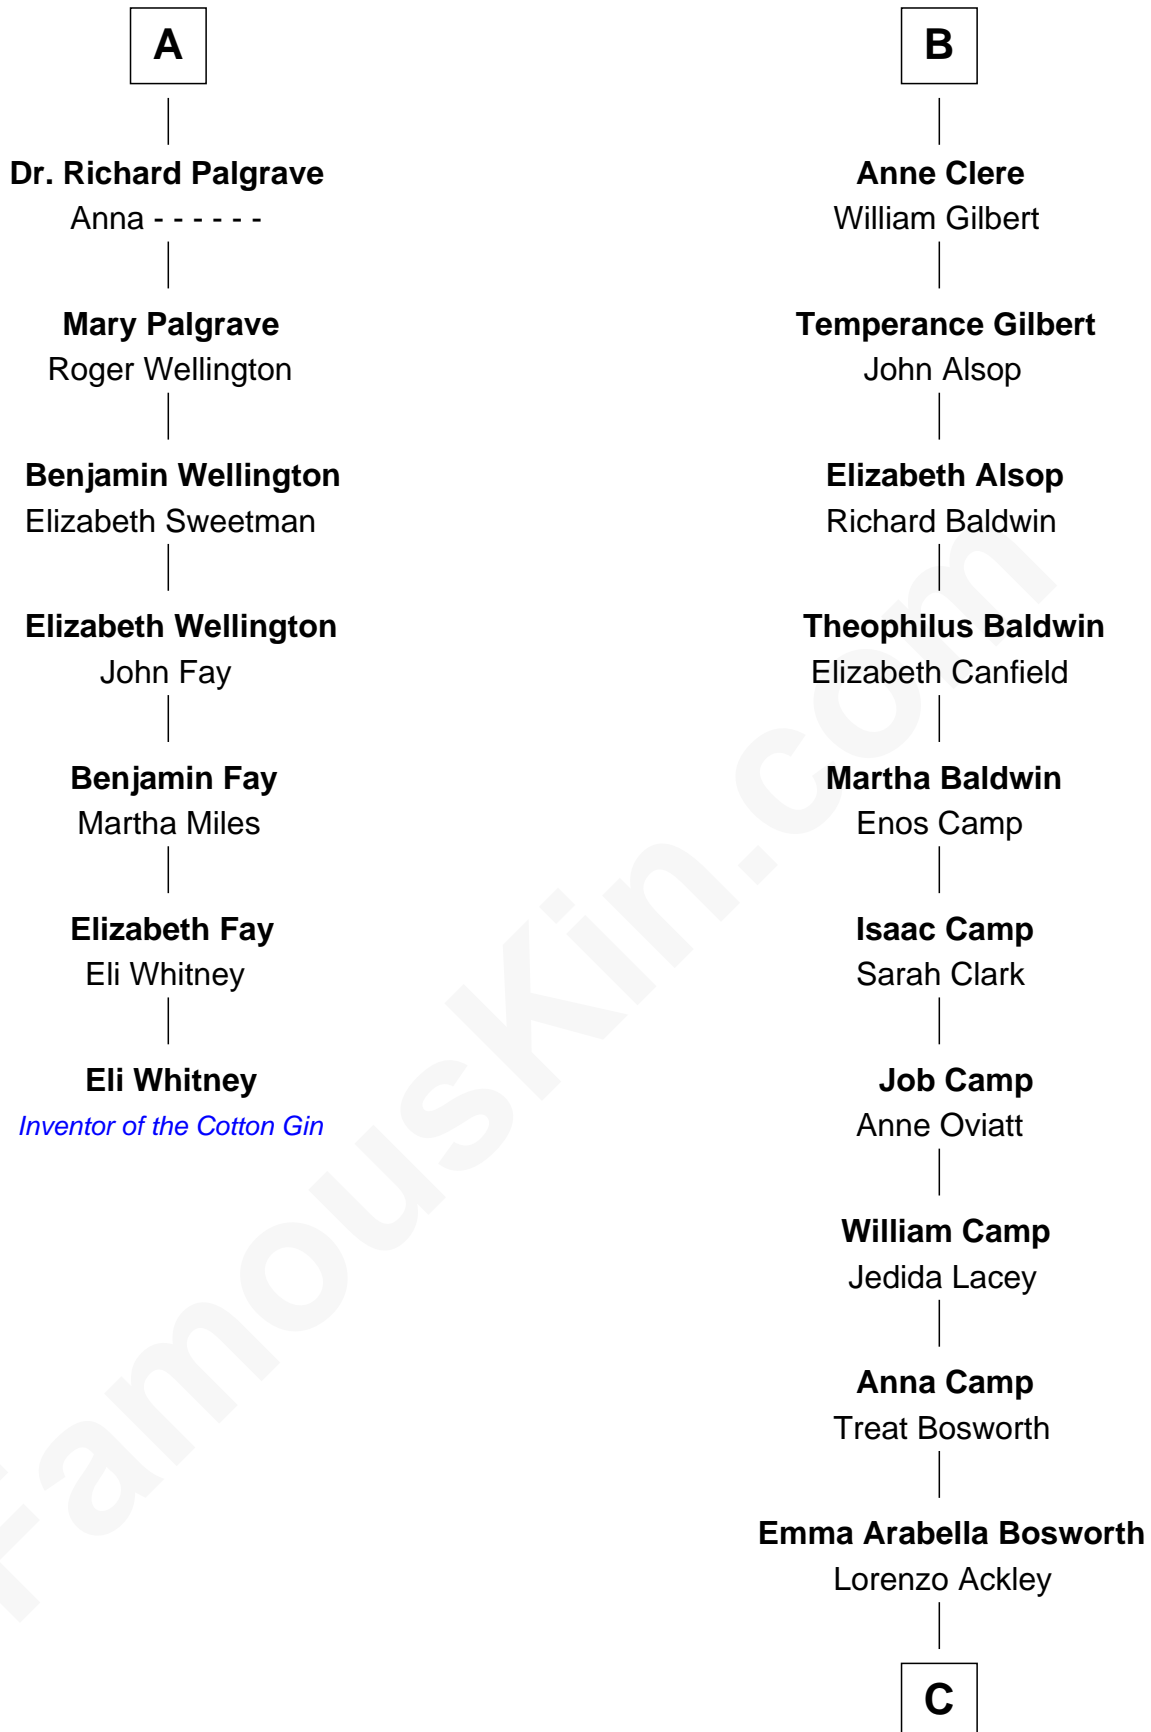 A
Dr. Richard Palgrave
Anna - - - - - -
Mary Palgrave
Roger Wellington
Benjamin Wellington
Elizabeth Sweetman
Elizabeth Wellington
John Fay
Benjamin Fay
Martha Miles
Elizabeth Fay
Eli Whitney
Eli Whitney
Inventor of the Cotton Gin
B
Anne Clere
William Gilbert
Temperance Gilbert
John Alsop
Elizabeth Alsop
Richard Baldwin
Theophilus Baldwin
Elizabeth Canfield
Martha Baldwin
Enos Camp
Isaac Camp
Sarah Clark
Job Camp
Anne Oviatt
William Camp
Jedida Lacey
Anna Camp
Treat Bosworth
Emma Arabella Bosworth
Lorenzo Ackley
C
FamousKin.com